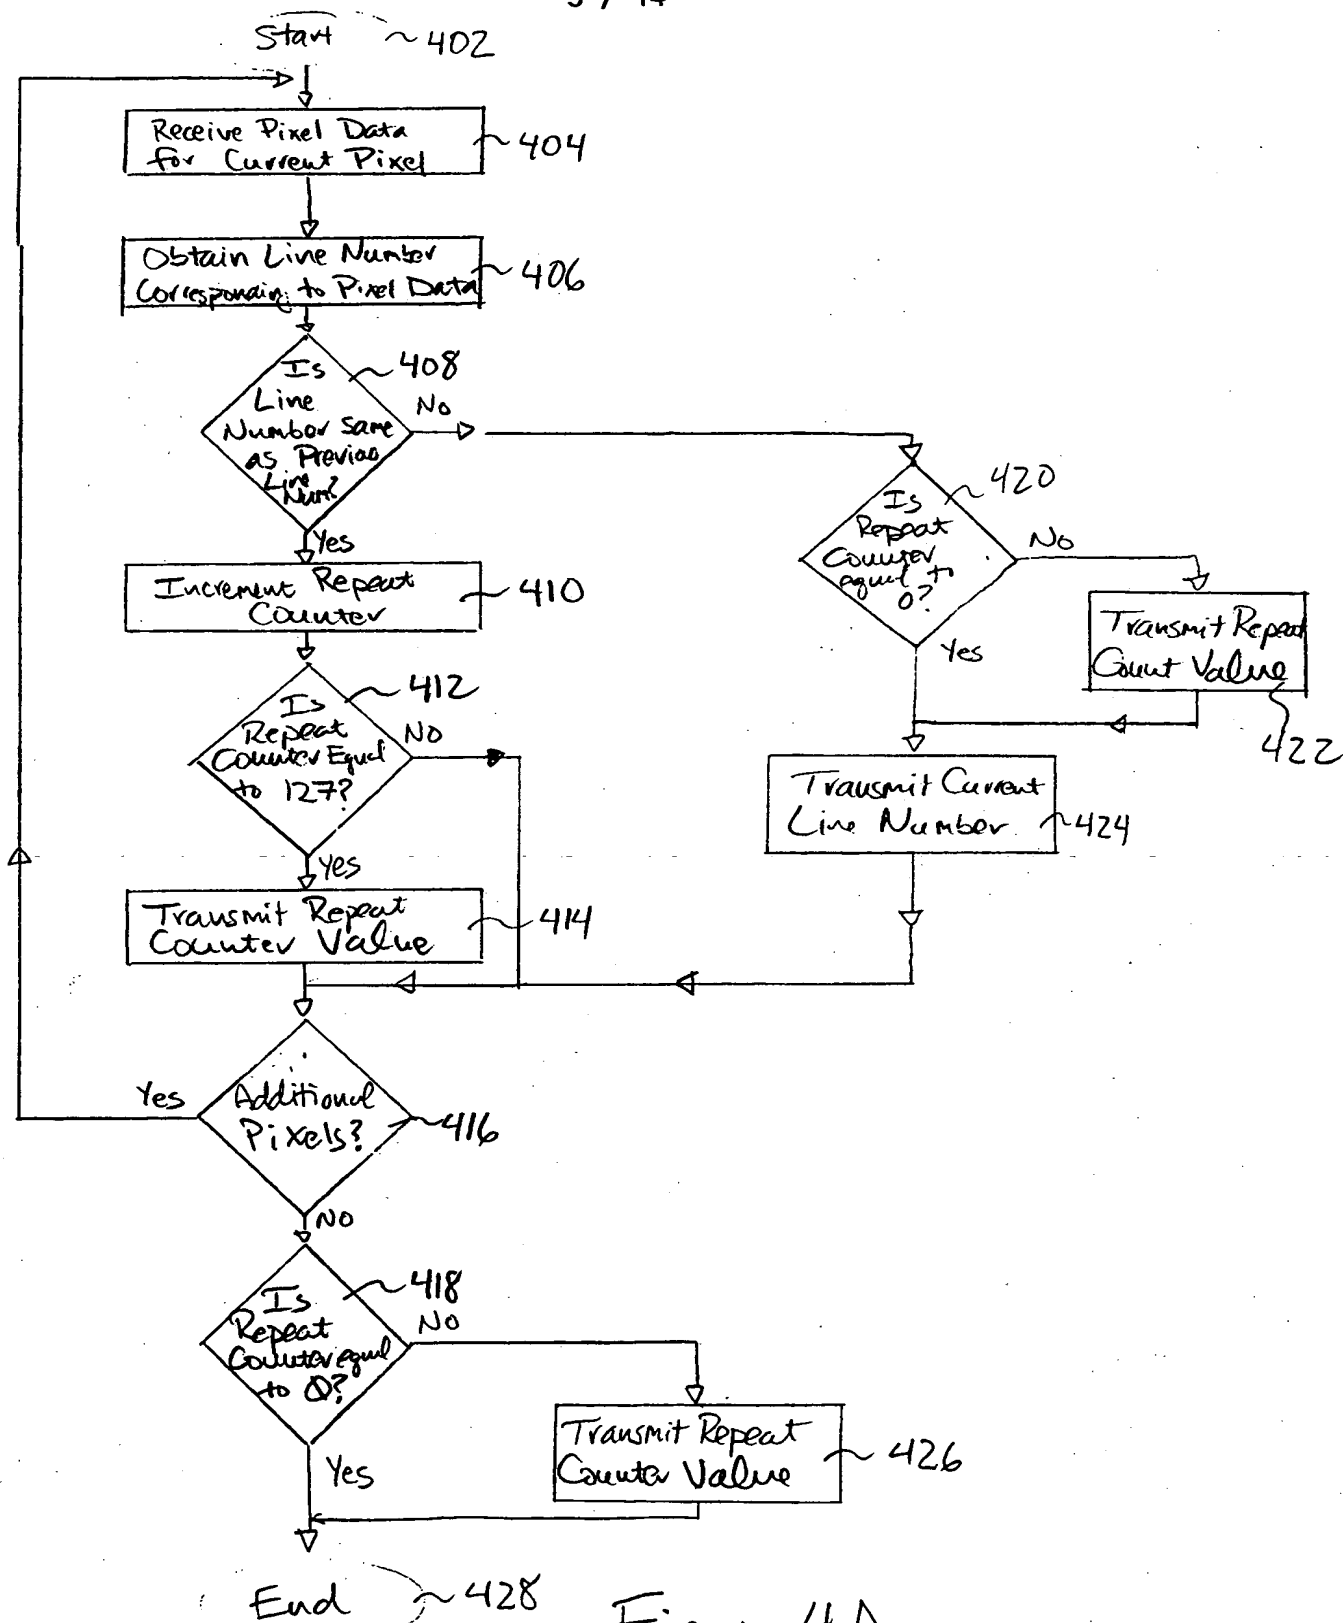 Start 402
Receive Pixel Data
for Current Pixel
404
Obtain Line Number
Corresponding to Pixel Data
406
Is
Line
Number Same
as Previao
Line
Num?
408
No
Yes
Increment Repeat
Counter
410
Is
Repeat
Counter Equal
to 127?
412
No
Yes
Transmit Repeat
Counter Value
414
Is
Repeat
Counter
equal to
0?
420
No
Yes
Transmit Repeat
Count Value
422
Transmit Current
Line Number
424
Additional
Pixels?
416
Yes
No
Is
Repeat
Counter equal
to 0?
418
No
Yes
Transmit Repeat
Counter Value
426
End 428